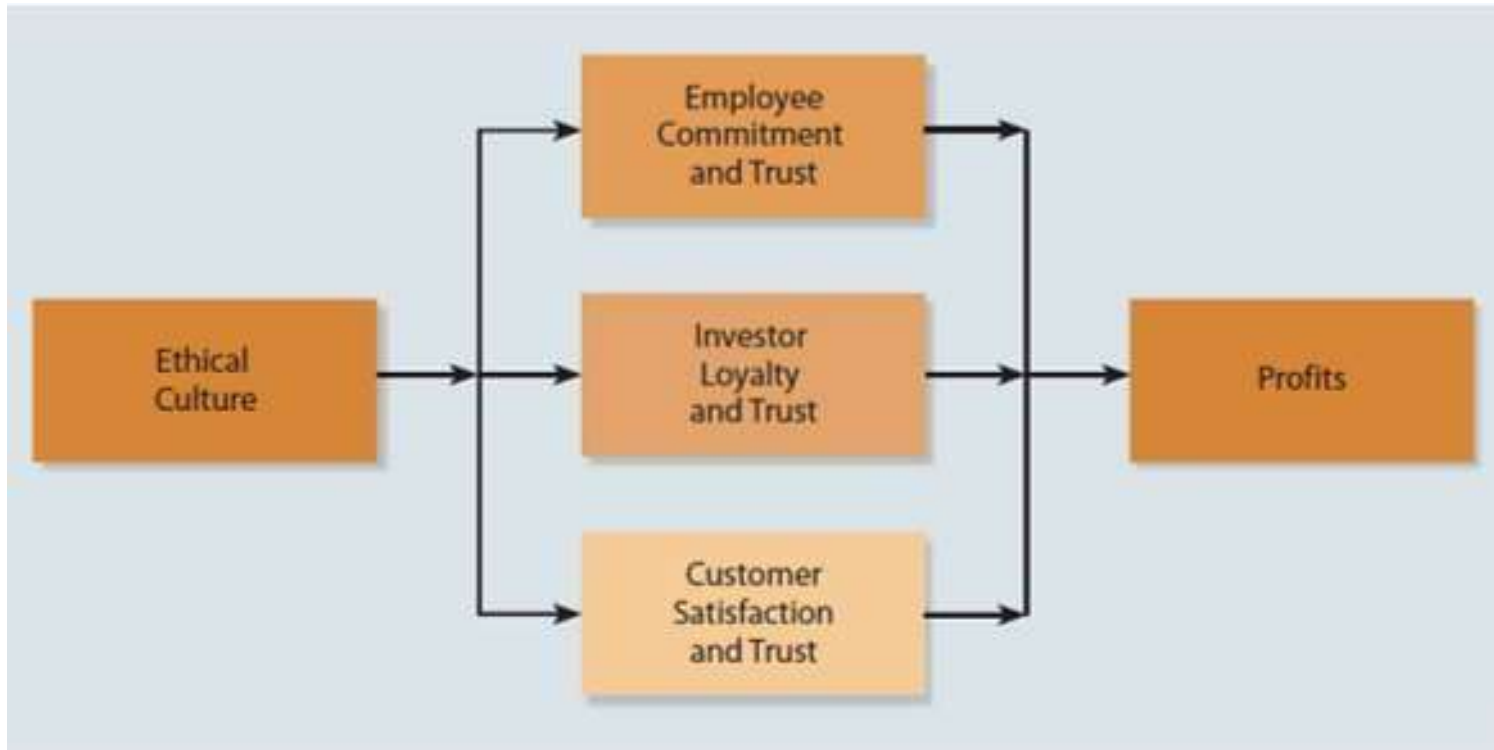 Employee
Commitment
and Trust
Ethical
Culture
Investor
Loyalty
and Trust
Profits
Customer
Satisfaction
and Trust